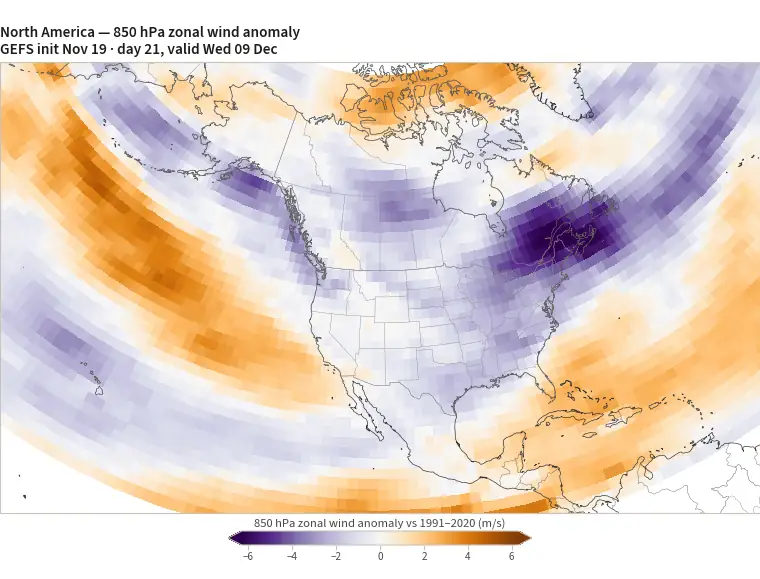 North America — 850 hPa zonal wind anomaly
GEFS init Nov 19 · day 21, valid Wed 09 Dec
850 hPa zonal wind anomaly vs 1991–2020 (m/s)
−6 −4 −2 0 2 4 6